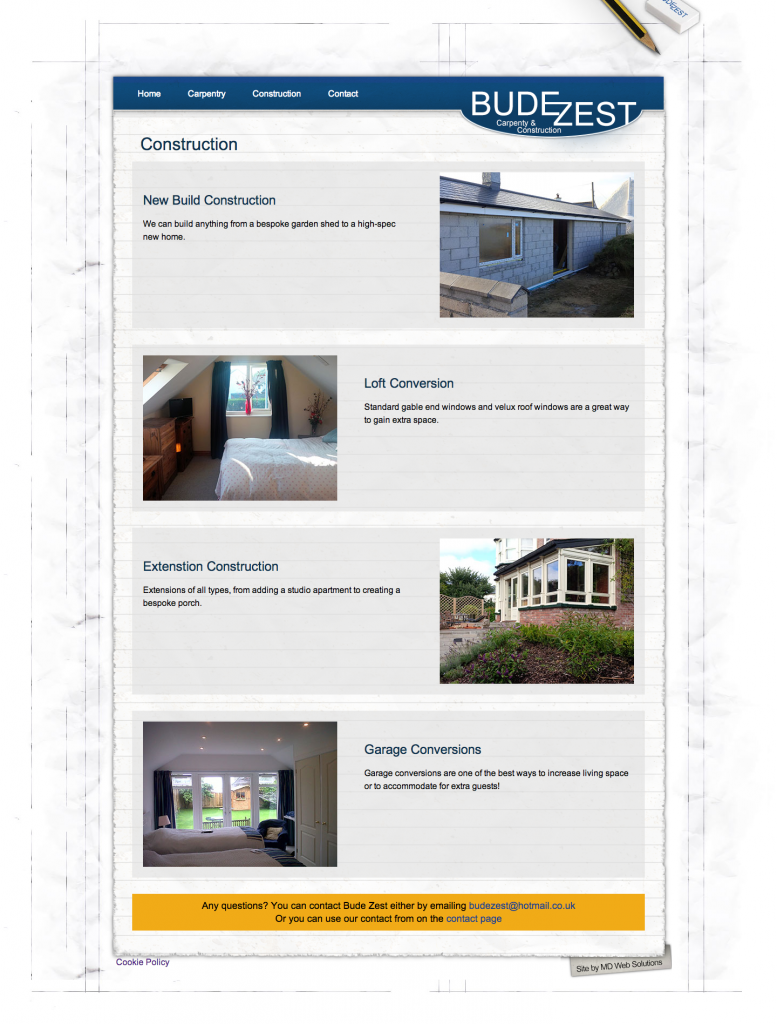 BUDEZEST
Home Carpentry Construction Contact
BUDE ZEST
Carpenty &
Construction
Construction
New Build Construction
We can build anything from a bespoke garden shed to a high-spec
new home.
Loft Conversion
Standard gable end windows and velux roof windows are a great way
to gain extra space.
Extenstion Construction
Extensions of all types, from adding a studio apartment to creating a
bespoke porch.
Garage Conversions
Garage conversions are one of the best ways to increase living space
or to accommodate for extra guests!
Any questions? You can contact Bude Zest either by emailing budezest@hotmail.co.uk
Or you can use our contact from on the contact page
Cookie Policy
Site by MD Web Solutions